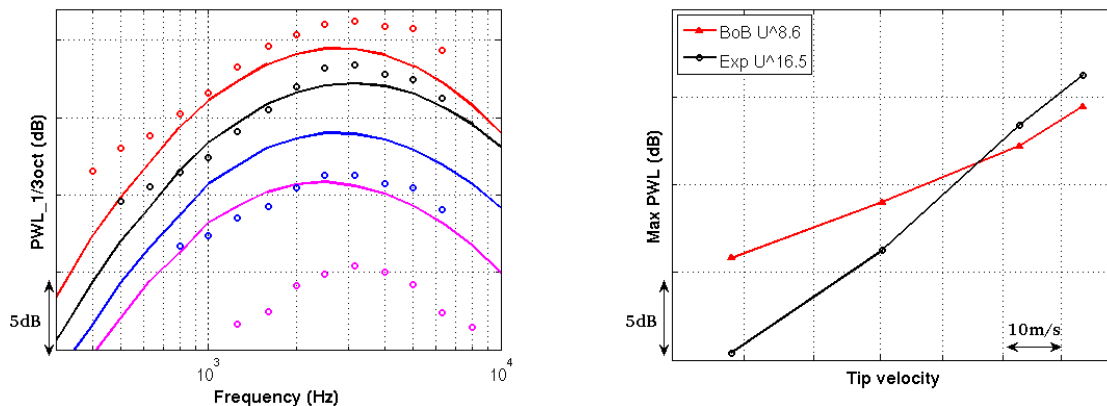 PWL_1/3oct (dB)
5dB
10^3
10^4
Frequency (Hz)
BoB U^8.6
Exp U^16.5
Max PWL (dB)
5dB
10m/s
Tip velocity